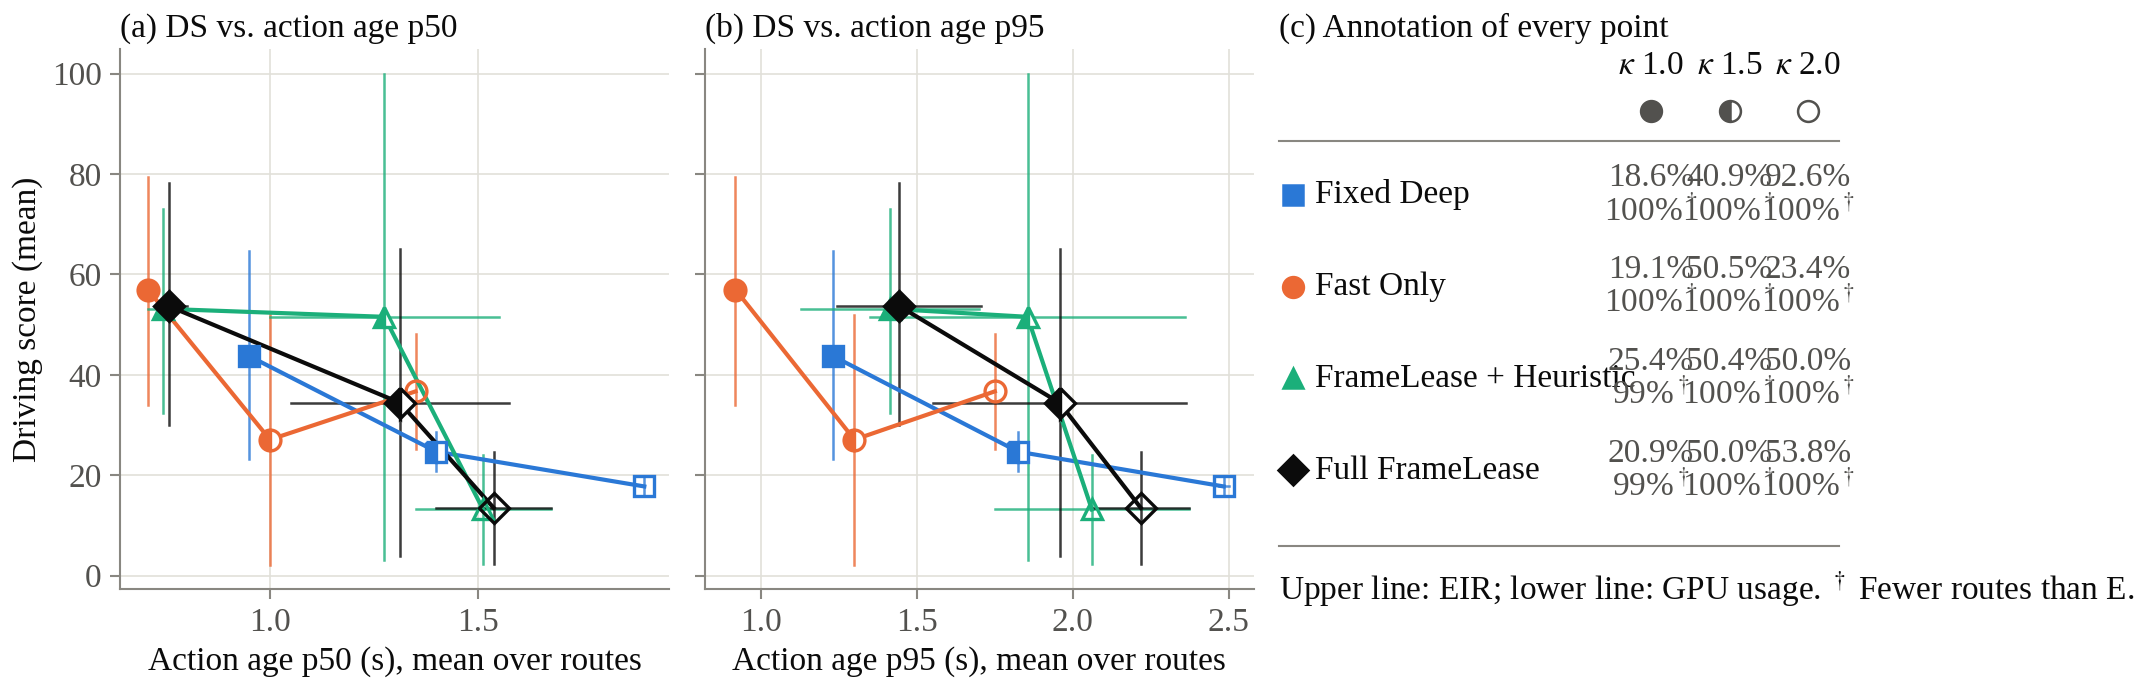 (a) DS vs. action age p50
(b) DS vs. action age p95
(c) Annotation of every point
Driving score (mean)
100
80
60
40
20
0
1.0 1.5
Action age p50 (s), mean over routes
1.0 1.5 2.0 2.5
Action age p95 (s), mean over routes
κ 1.0 κ 1.5 κ 2.0
Fixed Deep
18.6% 40.9% 92.6%
100% † 100% † 100% †
Fast Only
19.1% 50.5% 23.4%
100% † 100% † 100% †
FrameLease + Heuristic
25.4% 50.4% 50.0%
99% † 100% † 100% †
Full FrameLease
20.9% 50.0% 53.8%
99% † 100% † 100% †
Upper line: EIR; lower line: GPU usage. † Fewer routes than E.